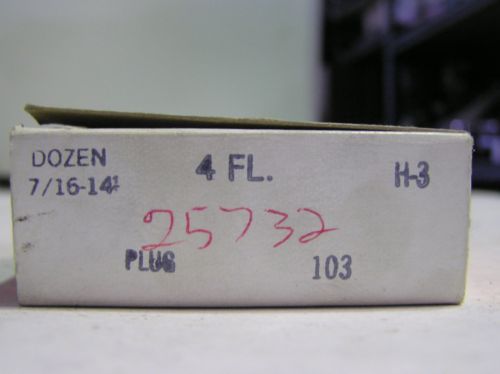 DOZEN 4 FL. H-3
7/16-14
25732
PLUG 103